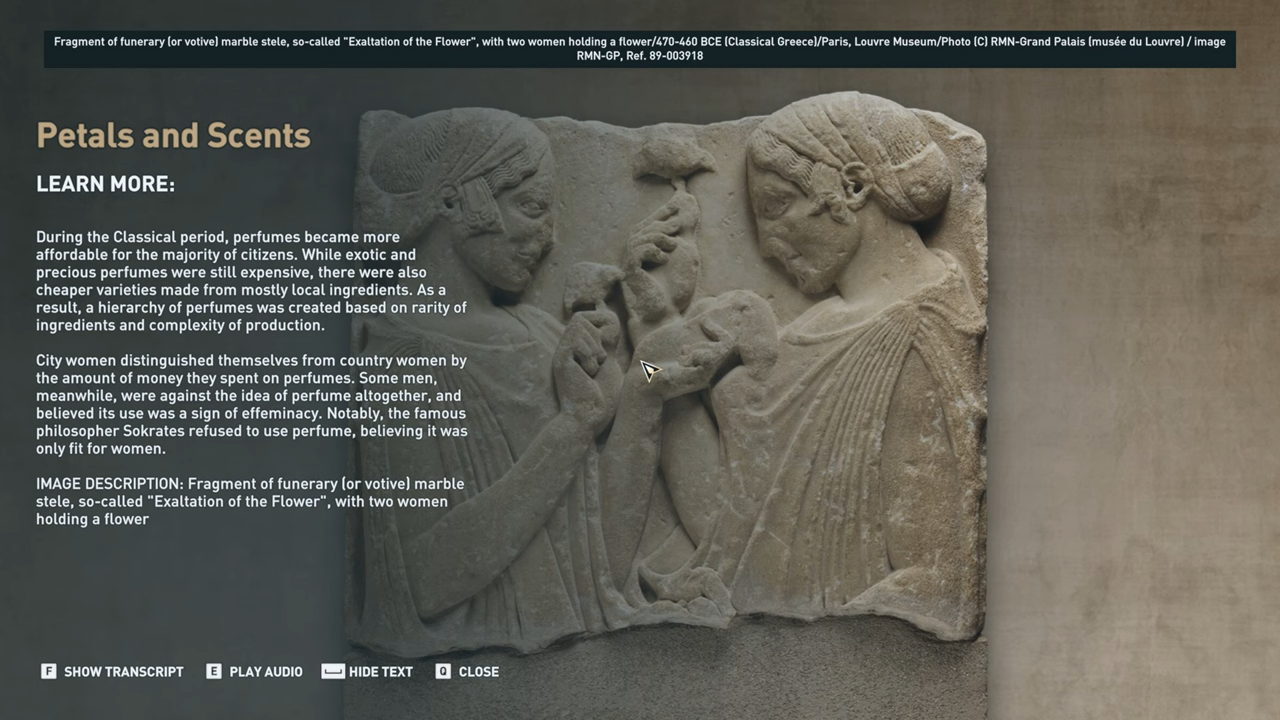 Fragment of funerary (or votive) marble stele, so-called "Exaltation of the Flower", with two women holding a flower/470-460 BCE (Classical Greece)/Paris, Louvre Museum/Photo (C) RMN-Grand Palais (musée du Louvre) / image
RMN-GP, Ref. 89-003918
Petals and Scents
LEARN MORE:
During the Classical period, perfumes became more
affordable for the majority of citizens. While exotic and
precious perfumes were still expensive, there were also
cheaper varieties made from mostly local ingredients. As a
result, a hierarchy of perfumes was created based on rarity of
ingredients and complexity of production.
City women distinguished themselves from country women by
the amount of money they spent on perfumes. Some men,
meanwhile, were against the idea of perfume altogether, and
believed its use was a sign of effeminacy. Notably, the famous
philosopher Sokrates refused to use perfume, believing it was
only fit for women.
IMAGE DESCRIPTION: Fragment of funerary (or votive) marble
stele, so-called "Exaltation of the Flower", with two women
holding a flower
F SHOW TRANSCRIPT E PLAY AUDIO HIDE TEXT Q CLOSE